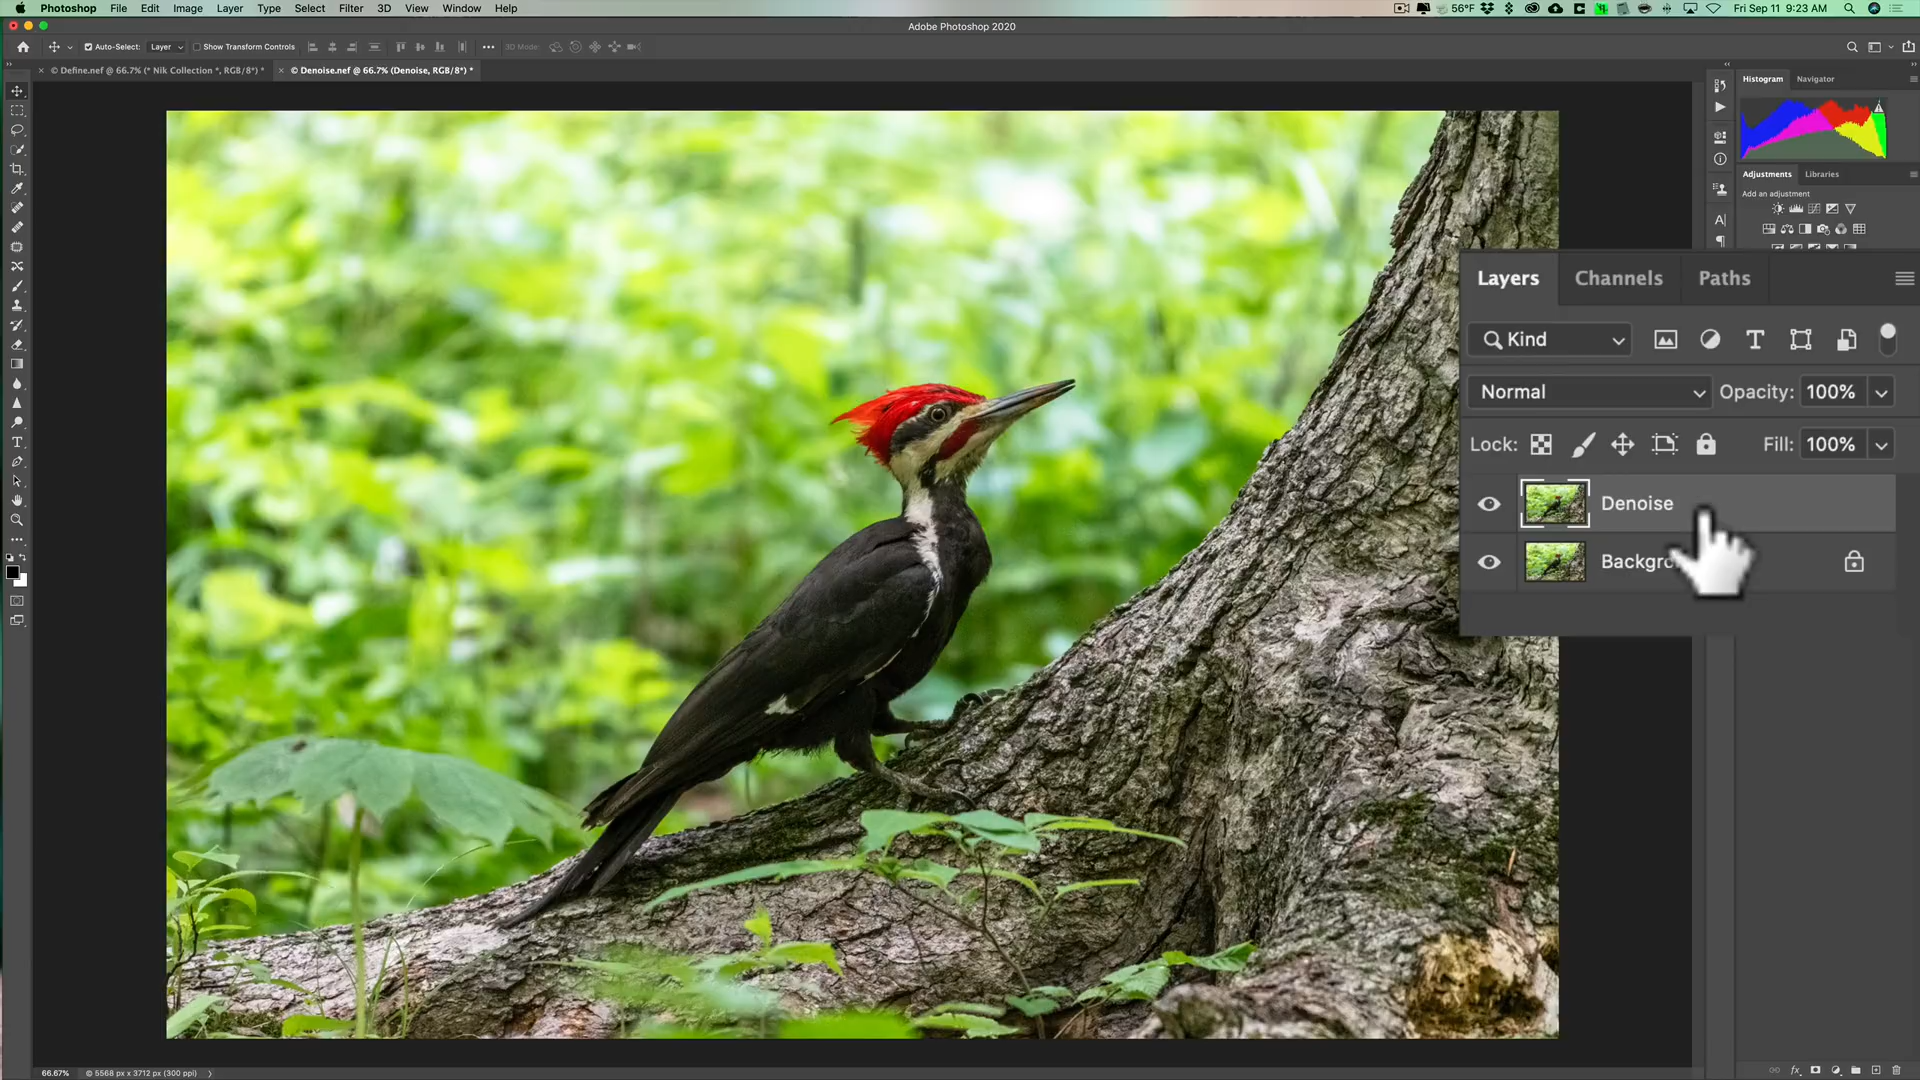 Photoshop File Edit Image Layer Type Select Filter 3D View Window Help
56°F Fri Sep 11 9:23 AM
Adobe Photoshop 2020
Auto-Select: Layer Show Transform Controls 3D Mode:
× © Define.nef @ 66.7% (* Nik Collection *, RGB/8*) * × © Denoise.nef @ 66.7% (Denoise, RGB/8*) *
Histogram Navigator
Adjustments Libraries
Add an adjustment
Layers Channels Paths
Kind
Normal Opacity: 100%
Lock: Fill: 100%
Denoise
Backgro
66.67% © 5568 px x 3712 px (300 ppi)